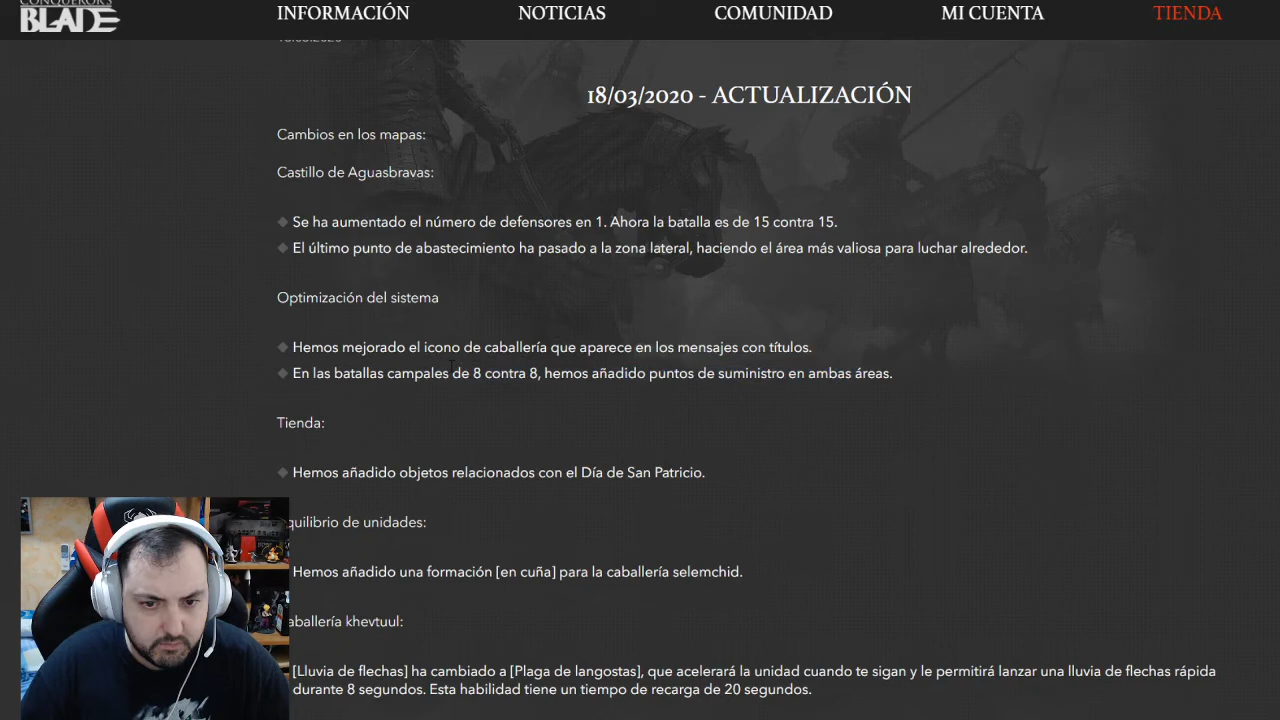 CONQUEROR'S
BLADE
INFORMACIÓN
NOTICIAS
COMUNIDAD
MI CUENTA
TIENDA
18/03/2020 - ACTUALIZACIÓN
Cambios en los mapas:
Castillo de Aguasbravas:
Se ha aumentado el número de defensores en 1. Ahora la batalla es de 15 contra 15.
El último punto de abastecimiento ha pasado a la zona lateral, haciendo el área más valiosa para luchar alrededor.
Optimización del sistema
Hemos mejorado el icono de caballería que aparece en los mensajes con títulos.
En las batallas campales de 8 contra 8, hemos añadido puntos de suministro en ambas áreas.
Tienda:
Hemos añadido objetos relacionados con el Día de San Patricio.
quilibrio de unidades:
Hemos añadido una formación [en cuña] para la caballería selemchid.
aballería khevtuul:
[Lluvia de flechas] ha cambiado a [Plaga de langostas], que acelerará la unidad cuando te sigan y le permitirá lanzar una lluvia de flechas rápida
durante 8 segundos. Esta habilidad tiene un tiempo de recarga de 20 segundos.